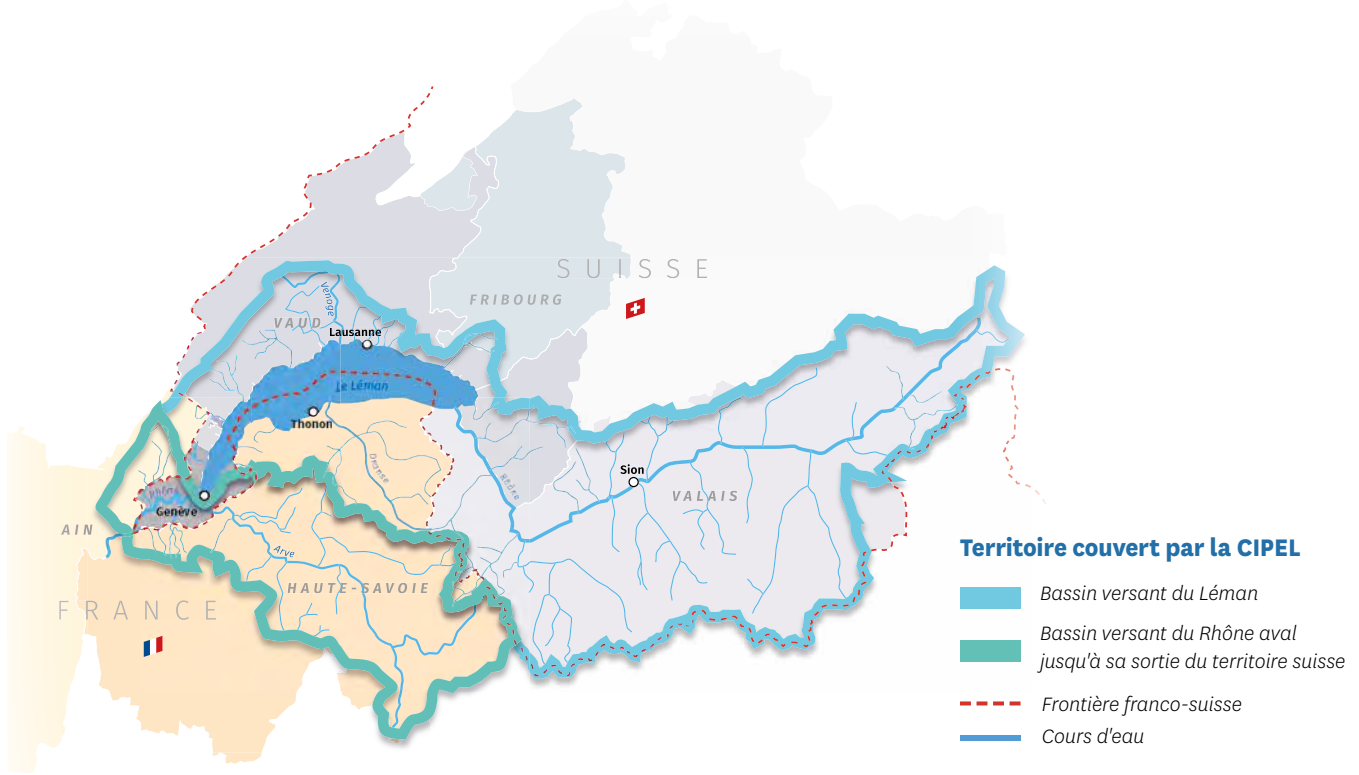 SUISSE
FRIBOURG
Venoge
VAUD
Lausanne
Le Léman
Thonon
Dranse
Rhône
Sion
VALAIS
Rhône
Genève
AIN
Arve
HAUTE-SAVOIE
FRANCE
Territoire couvert par la CIPEL
Bassin versant du Léman
Bassin versant du Rhône aval
jusqu'à sa sortie du territoire suisse
Frontière franco-suisse
Cours d'eau